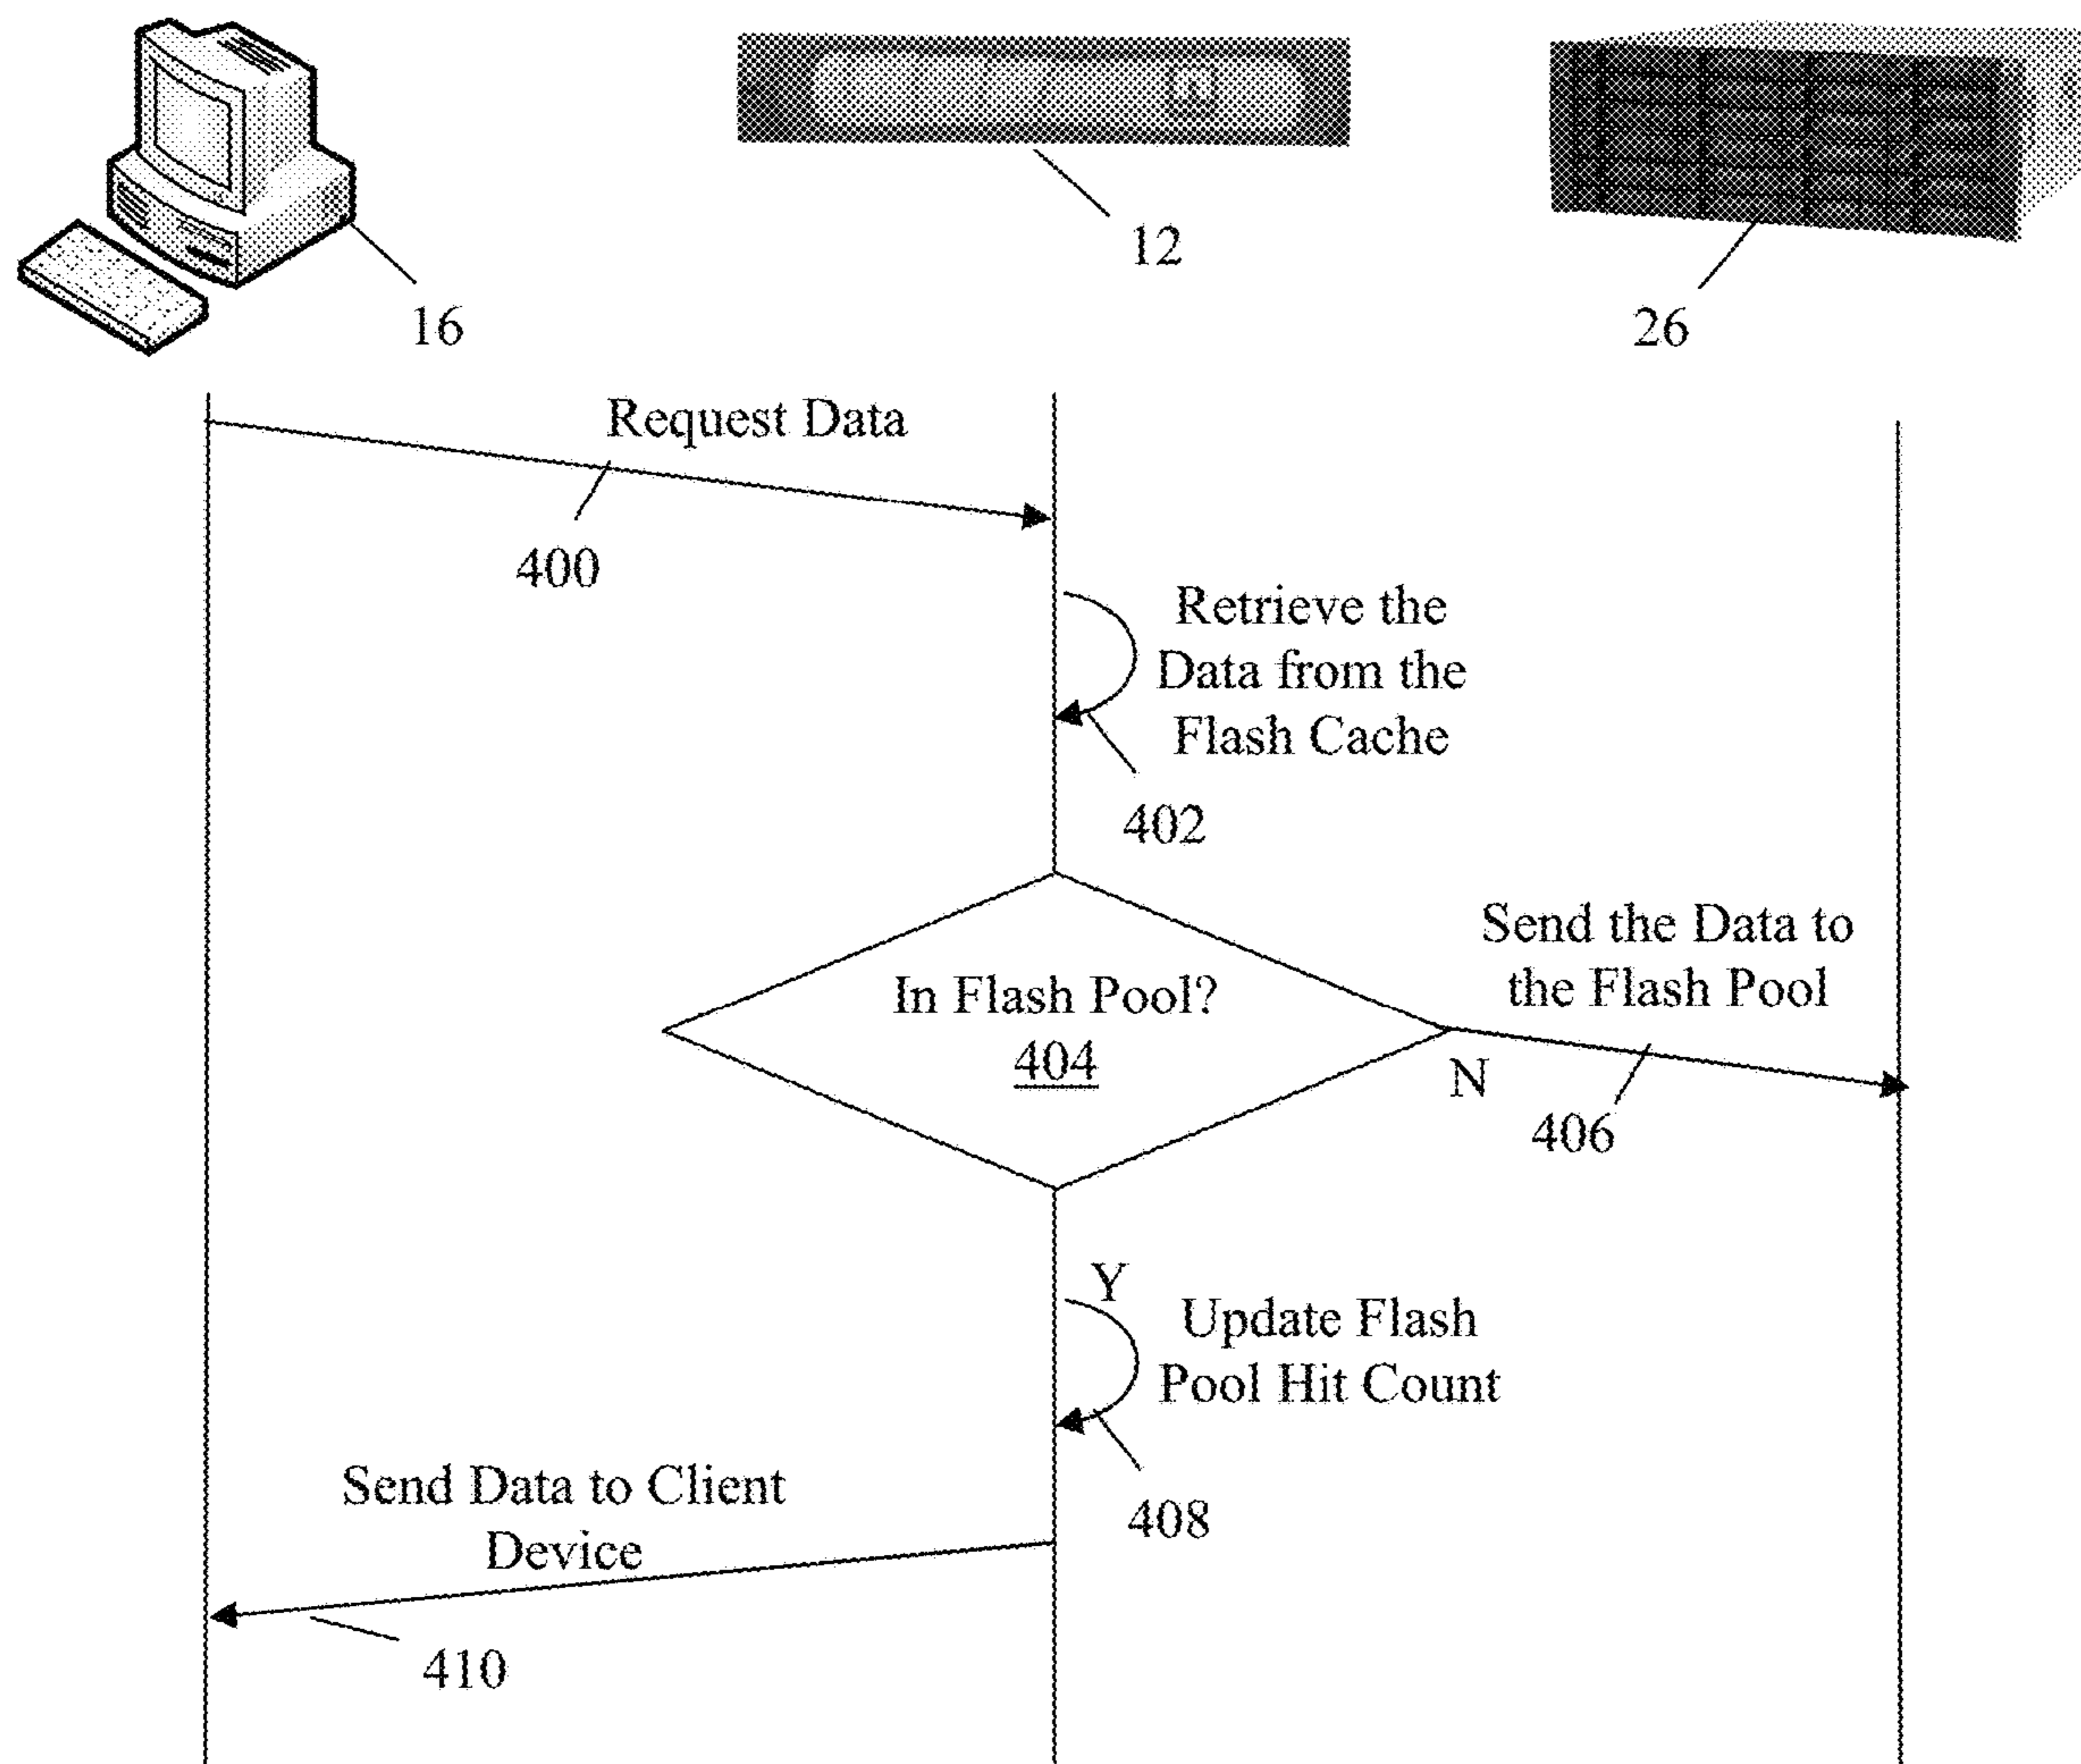 12
16
26
Request Data
400
Retrieve the
Data from the
Flash Cache
402
Send the Data to
the Flash Pool
In Flash Pool?
404
N
406
Y
Update Flash
Pool Hit Count
408
Send Data to Client
Device
410